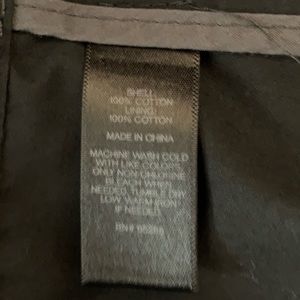 SHELL:
100% COTTON
LINING:
100% COTTON
MADE IN CHINA
MACHINE WASH COLD
WITH LIKE COLORS,
ONLY NON-CHLORINE
BLEACH WHEN
NEEDED, TUMBLE DRY
LOW, WARM IRON
IF NEEDED.
RN#